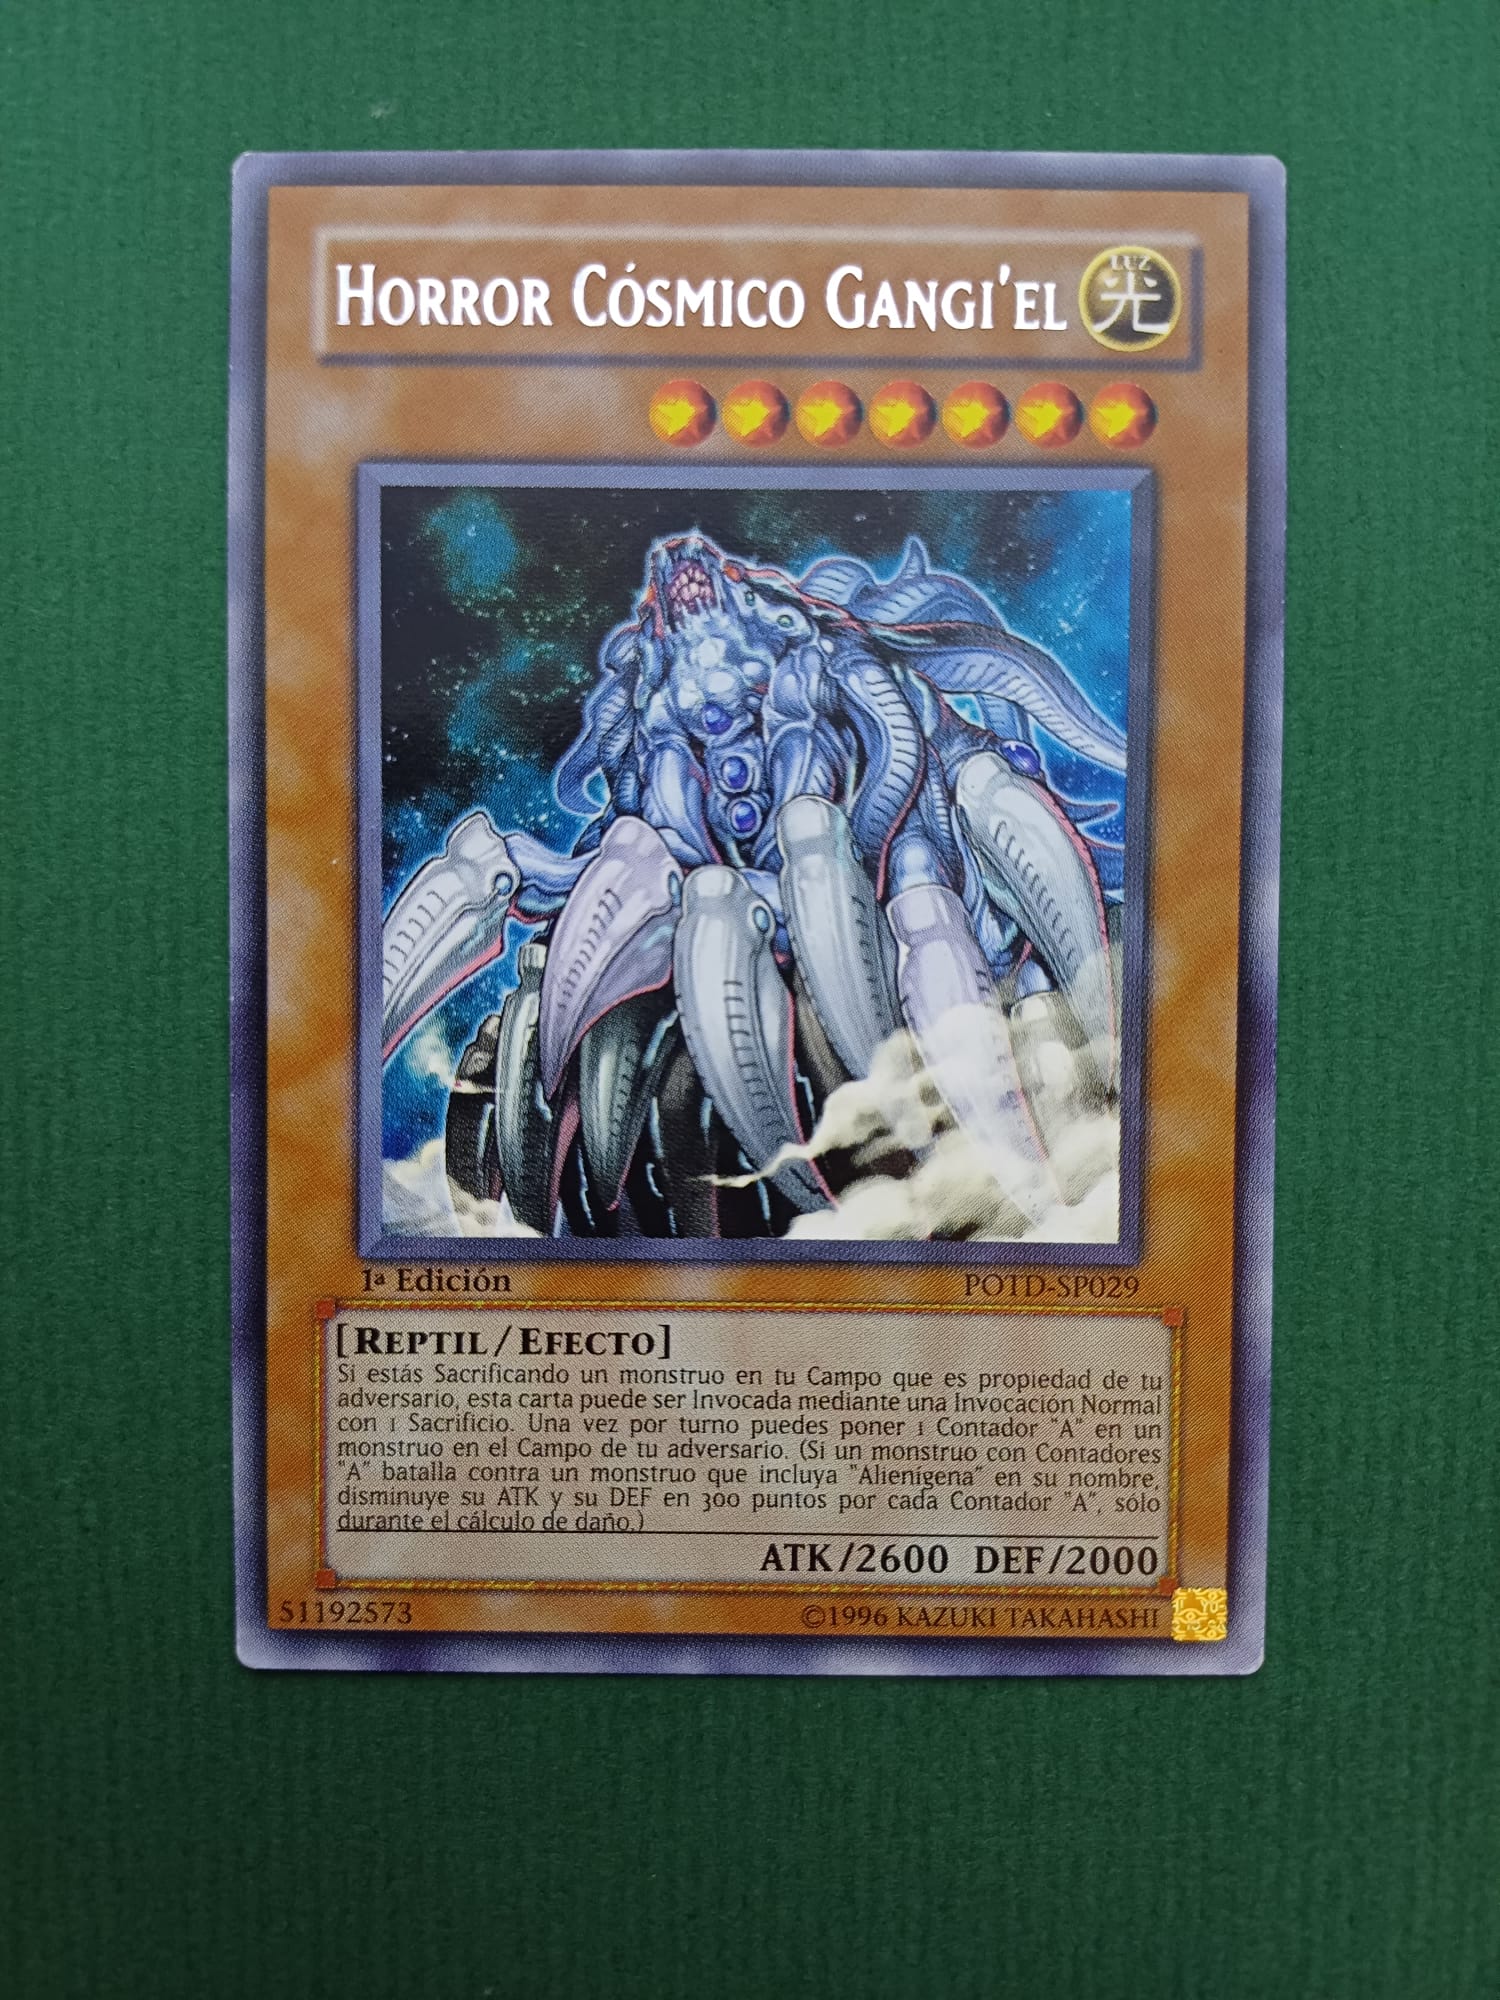 HORROR CÓSMICO GANGI'EL
LUZ
光
1ª Edición
POTD-SP029
[REPTIL/EFECTO]
Si estás Sacrificando un monstruo en tu Campo que es propiedad de tu
adversario, esta carta puede ser Invocada mediante una Invocación Normal
con 1 Sacrificio. Una vez por turno puedes poner 1 Contador "A" en un
monstruo en el Campo de tu adversario. (Si un monstruo con Contadores
"A" batalla contra un monstruo que incluya "Alienígena" en su nombre,
disminuye su ATK y su DEF en 300 puntos por cada Contador "A", sólo
durante el cálculo de daño.)
ATK/2600 DEF/2000
51192573
©1996 KAZUKI TAKAHASHI